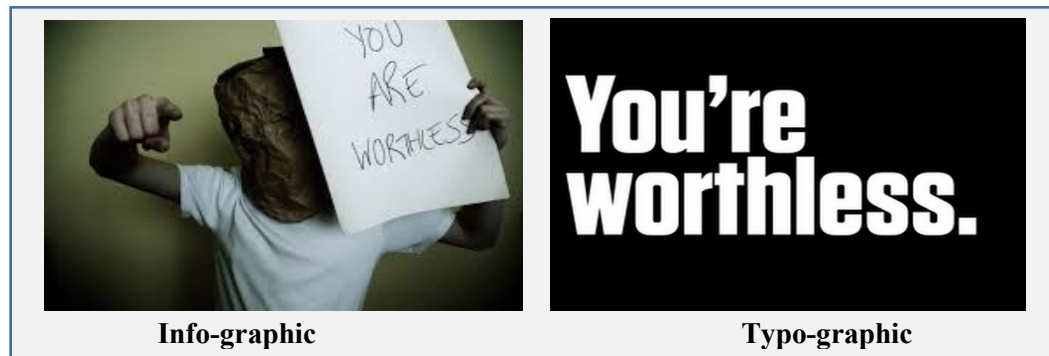 YOU
ARE
WORTHLESS
You're
worthless.
Info-graphic
Typo-graphic